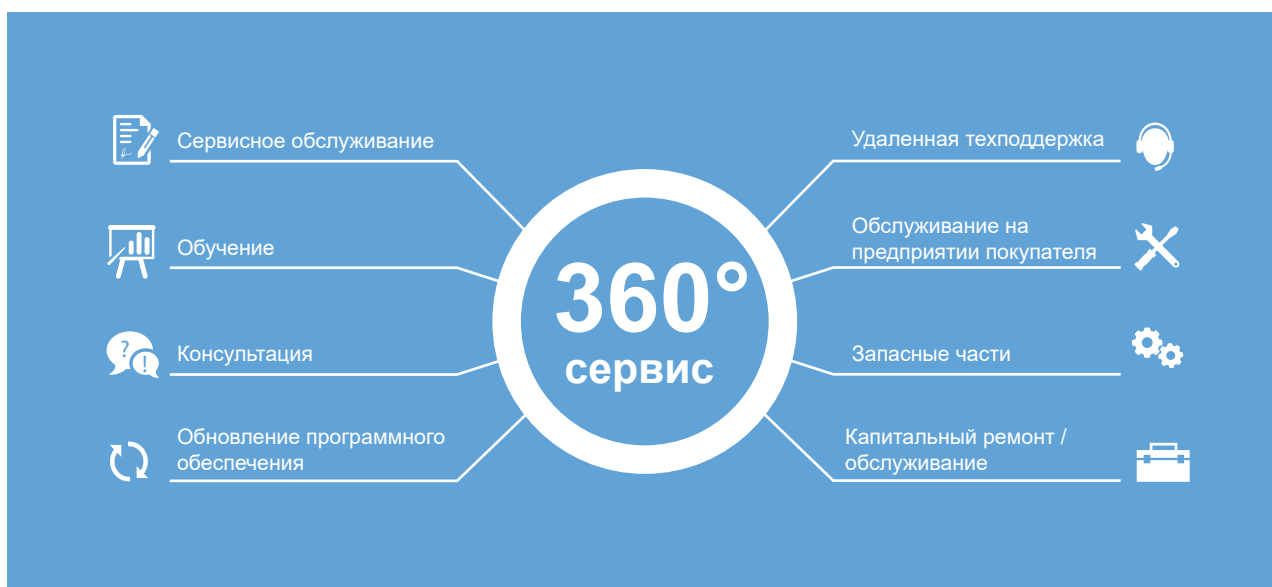 Сервисное обслуживание
Обучение
Консультация
Обновление программного
обеспечения
360°
сервис
Удаленная техподдержка
Обслуживание на
предприятии покупателя
Запасные части
Капитальный ремонт /
обслуживание